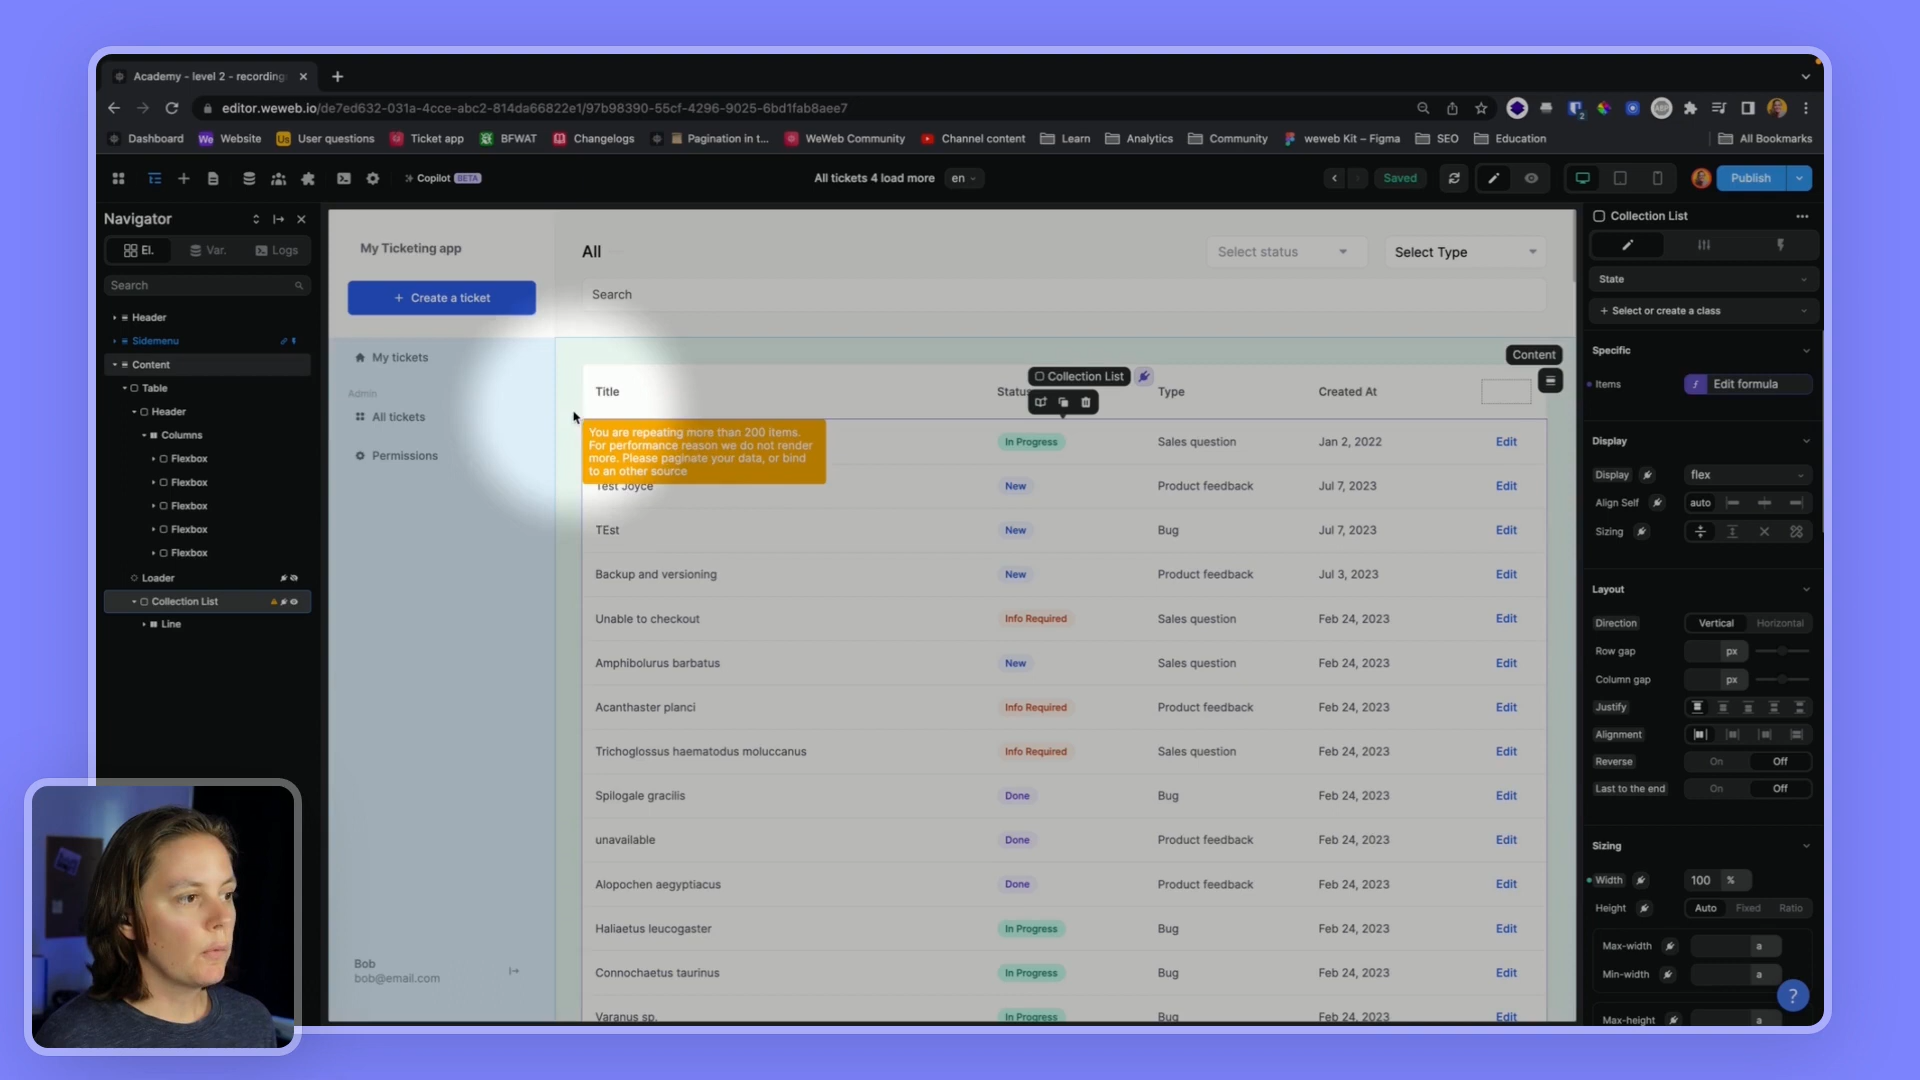 Academy - level 2 - recording
editor.weweb.io/de7ed632-031a-4cce-abc2-814da66822e1/97b98390-55cf-4296-9025-6bd1fab8aee7
Dashboard
Website
User questions
Ticket app
BFWAT
Changelogs
Pagination in t...
WeWeb Community
Channel content
Learn
Analytics
Community
weweb Kit – Figma
SEO
Education
All Bookmarks
Copilot BETA
All tickets 4 load more
en
Saved
Publish
Navigator
El.
Var.
Logs
Search
Header
Sidemenu
Content
Table
Header
Columns
Flexbox
Flexbox
Flexbox
Flexbox
Flexbox
Loader
Collection List
Line
My Ticketing app
+ Create a ticket
My tickets
Admin
All tickets
Permissions
Bob
bob@email.com
All
Select status
Select Type
Search
Content
Collection List
Title
Status
Type
Created At
You are repeating more than 200 items.
For performance reason we do not render
more. Please paginate your data, or bind
to an other source
In Progress Sales question Jan 2, 2022 Edit
Test Joyce New Product feedback Jul 7, 2023 Edit
TEst New Bug Jul 7, 2023 Edit
Backup and versioning New Product feedback Jul 3, 2023 Edit
Unable to checkout Info Required Sales question Feb 24, 2023 Edit
Amphibolurus barbatus New Sales question Feb 24, 2023 Edit
Acanthaster planci Info Required Product feedback Feb 24, 2023 Edit
Trichoglossus haematodus moluccanus Info Required Sales question Feb 24, 2023 Edit
Spilogale gracilis Done Bug Feb 24, 2023 Edit
unavailable Done Product feedback Feb 24, 2023 Edit
Alopochen aegyptiacus Done Product feedback Feb 24, 2023 Edit
Haliaetus leucogaster In Progress Bug Feb 24, 2023 Edit
Connochaetus taurinus In Progress Bug Feb 24, 2023 Edit
Varanus sp. In Progress Bug Feb 24, 2023 Edit
Collection List
State
+ Select or create a class
Specific
Items
Edit formula
Display
Display flex
Align Self auto
Sizing
Layout
Direction Vertical Horizontal
Row gap px
Column gap px
Justify
Alignment
Reverse On Off
Last to the end On Off
Sizing
Width 100 %
Height Auto Fixed Ratio
Max-width a
Min-width a
Max-height a
?